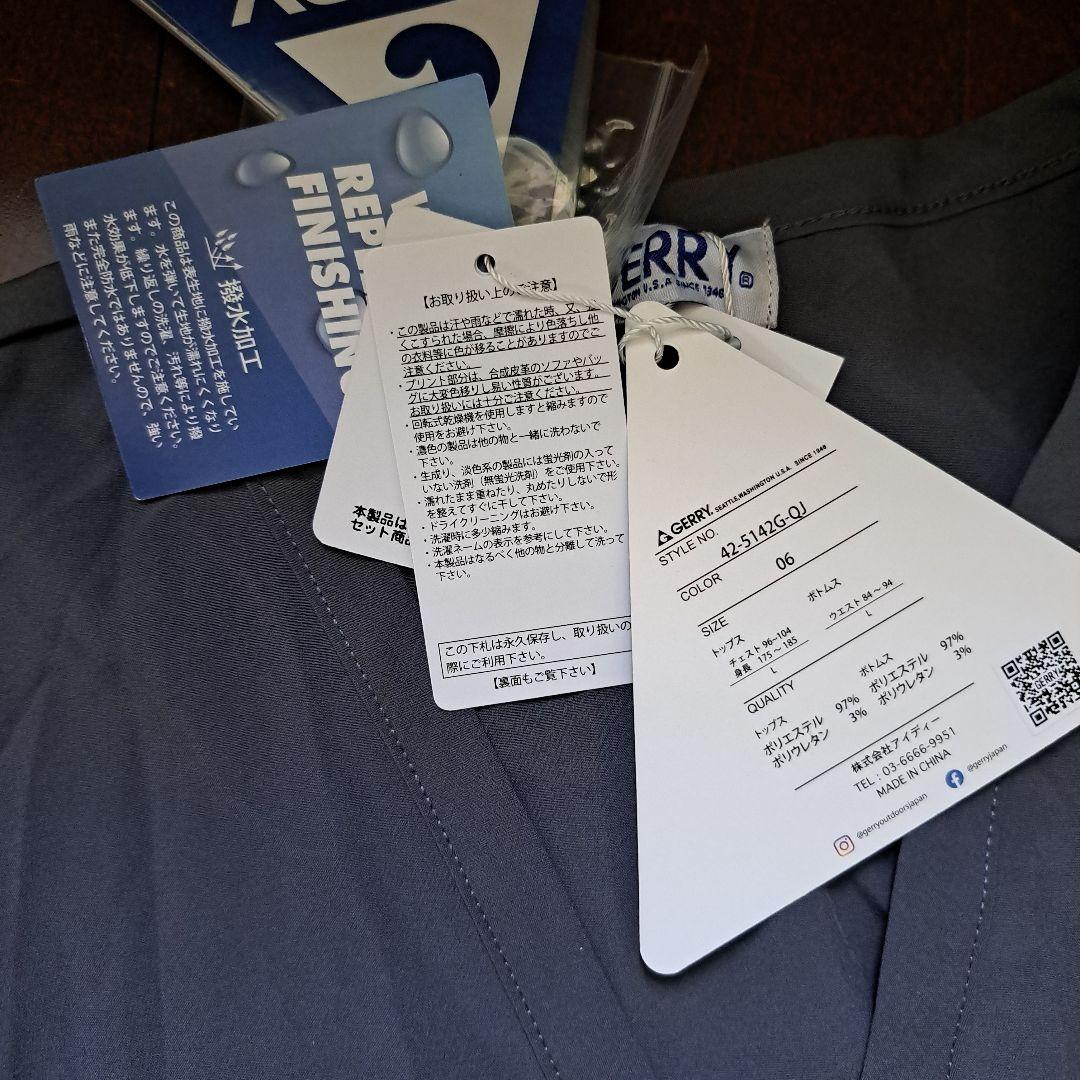 REP
FINISHIN
撥水加工
この商品は表生地に撥水加工を施してい
ます。水を弾いて生地が濡れにくくなり
ます。繰り返しの洗濯、汚れ等により撥
水効果が低下しますのでご注意ください。
また完全防水ではありませんので、強い
雨などに注意してください。
本製品は
セット商品
【お取り扱い上のご注意】
・この製品は汗や雨などで濡れた時、又、
くこすられた場合、摩擦により色落ちし他
の衣料等に色が移ることがありますのでご
注意ください。
・プリント部分は、合成皮革のソファやバッ
グに大変色移りし易い性質がございます。
お取り扱いには十分ご注意ください。
・回転式乾燥機を使用しますと縮みますので
使用をお避け下さい。
・濃色の製品は他の物と一緒に洗わないで
下さい。
・生成り、淡色系の製品には蛍光剤の入って
いない洗剤（無蛍光洗剤）をご使用下さい。
・濡れたまま重ねたり、丸めたりしないで形
を整えてすぐに干して下さい。
・ドライクリーニングはお避け下さい。
・洗濯時に多少縮みます。
・洗濯ネームの表示を参考にして下さい。
・本製品はなるべく他の物と分離して洗って
下さい。
この下札は永久保存し、取り扱いの
際にご利用下さい。
【裏面もご覧下さい】
ERRY®
NGTON U.S.A SINCE 1946
GERRY. SEATTLE,WASHINGTON U.S.A. SINCE 1946
STYLE NO.
42-5142G-QJ
COLOR
06
SIZE
トップス
チェスト 96~104
身長 175~185
L
ボトムス
ウエスト 84~94
L
QUALITY
トップス
ポリエステル 97%
ポリウレタン 3%
ボトムス
ポリエステル 97%
ポリウレタン 3%
株式会社アイディー
TEL : 03-6666-9951
MADE IN CHINA
@gerryoutdoorsjapan
@gerryjapan
GERRY